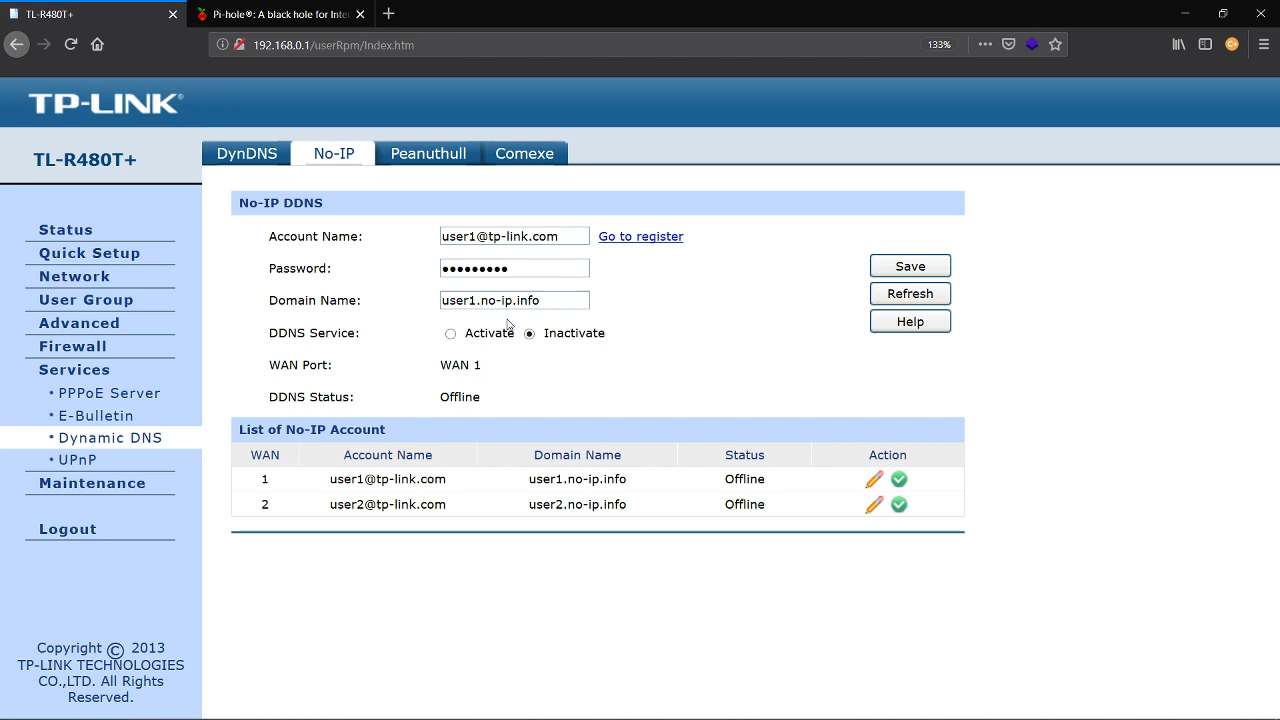 TL-R480T+
Pi-hole®: A black hole for Inte
192.168.0.1/userRpm/Index.htm
133%
TP-LINK®
TL-R480T+
DynDNS No-IP Peanuthull Comexe
Status
Quick Setup
Network
User Group
Advanced
Firewall
Services
• PPPoE Server
• E-Bulletin
• Dynamic DNS
• UPnP
Maintenance
Logout
Copyright © 2013
TP-LINK TECHNOLOGIES
CO.,LTD. All Rights
Reserved.
No-IP DDNS
Account Name: user1@tp-link.com Go to register
Password: •••••••••
Domain Name: user1.no-ip.info
DDNS Service: Activate Inactivate
WAN Port: WAN 1
DDNS Status: Offline
Save
Refresh
Help
List of No-IP Account
WAN Account Name Domain Name Status Action
1 user1@tp-link.com user1.no-ip.info Offline
2 user2@tp-link.com user2.no-ip.info Offline